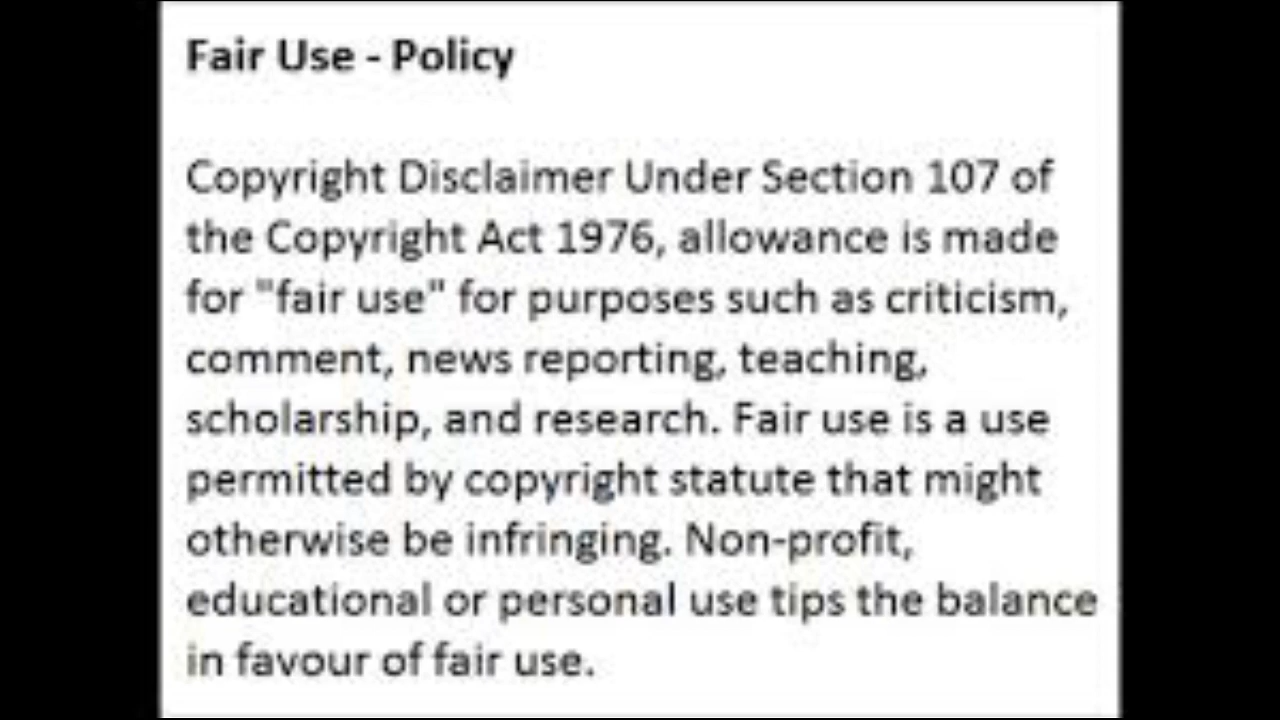 Fair Use - Policy
Copyright Disclaimer Under Section 107 of
the Copyright Act 1976, allowance is made
for "fair use" for purposes such as criticism,
comment, news reporting, teaching,
scholarship, and research. Fair use is a use
permitted by copyright statute that might
otherwise be infringing. Non-profit,
educational or personal use tips the balance
in favour of fair use.